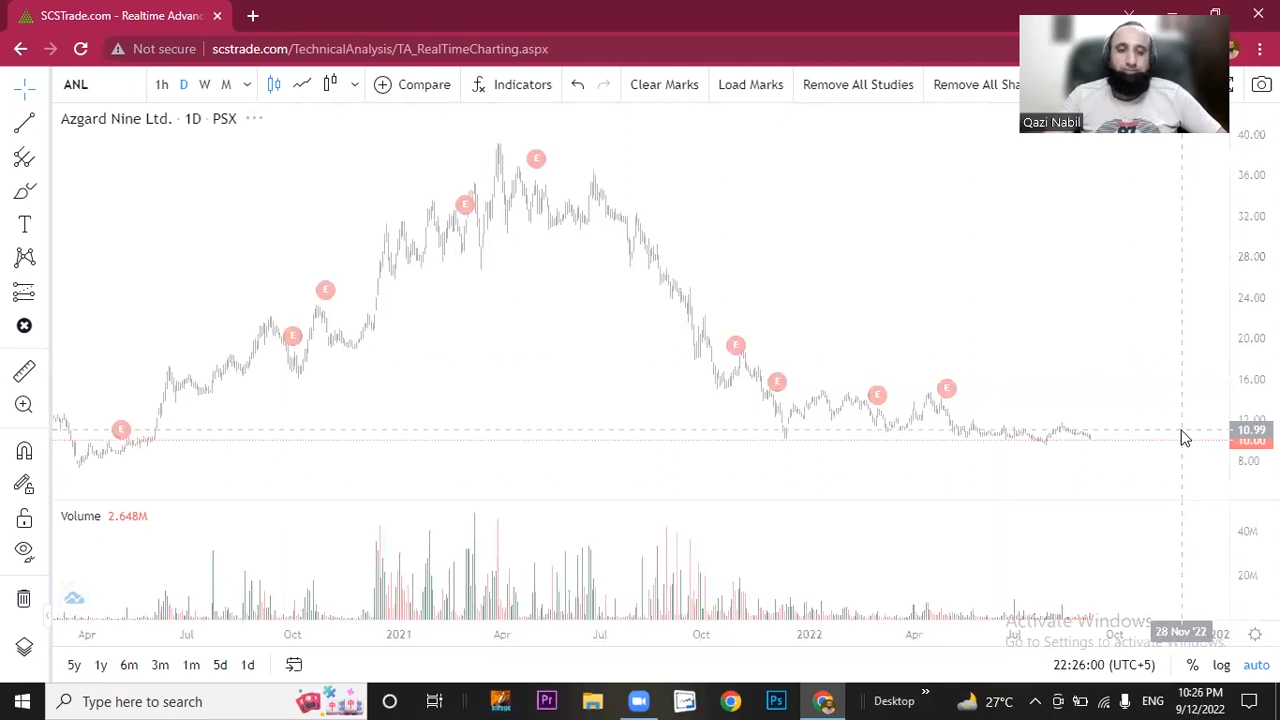 SCSTrade.com - Realtime Advanc
Not secure scstrade.com/TechnicalAnalysis/TA_RealTimeCharting.aspx
Qazi Nabil
ANL 1h D W M Compare Indicators Clear Marks Load Marks Remove All Studies Remove All Sha
Azgard Nine Ltd. · 1D · PSX
E
E
E
E
E
E
E
E
E
40.00
36.00
32.00
28.00
24.00
20.00
16.00
12.00
10.99
10.00
8.00
Volume 2.648M
40M
20M
Activate Windows
Go to Settings to activate Windows.
Apr Jul Oct 2021 Apr Jul Oct 2022 Apr Jul Oct 28 Nov '22 202
5y 1y 6m 3m 1m 5d 1d 22:26:00 (UTC+5) % log auto
Type here to search Desktop 27°C ENG 10:26 PM
9/12/2022